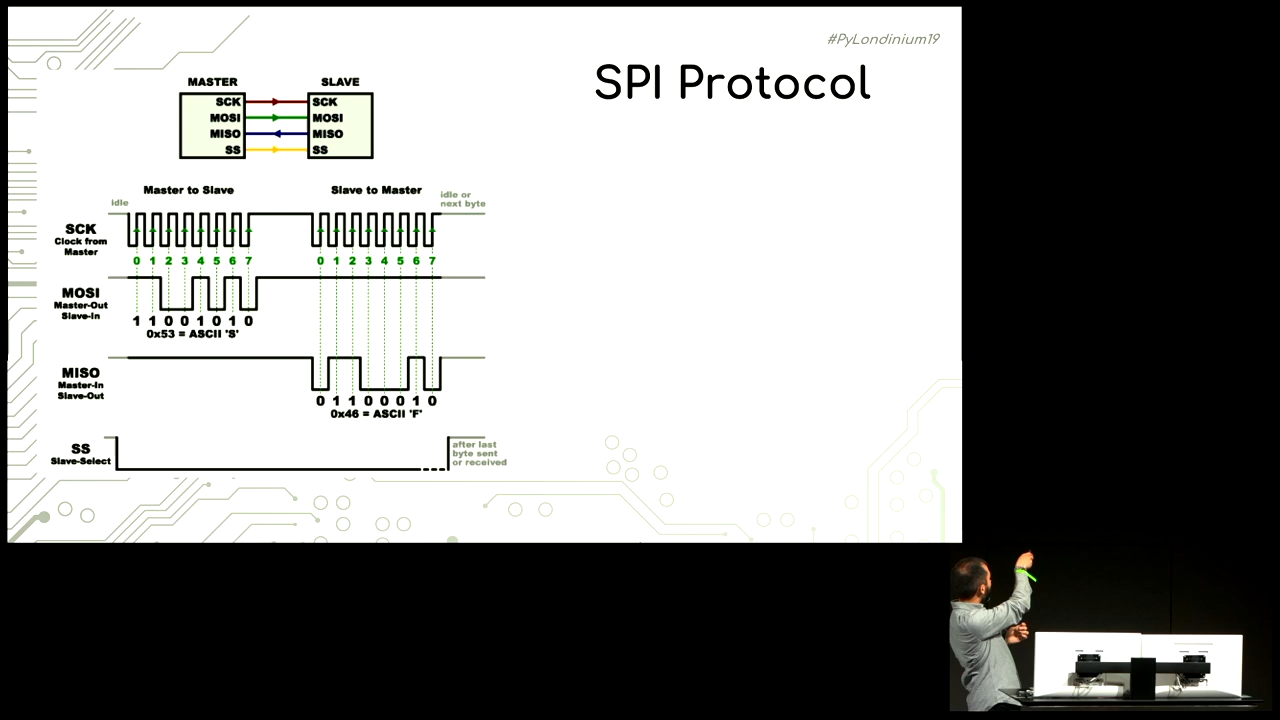 #PyLondinium19
SPI Protocol
MASTER SLAVE
SCK SCK
MOSI MOSI
MISO MISO
SS SS
Master to Slave Slave to Master
idle
idle or
next byte
SCK
Clock from
Master
0 1 2 3 4 5 6 7 0 1 2 3 4 5 6 7
MOSI
Master-Out
Slave-In
1 1 0 0 1 0 1 0
0x53 = ASCII 'S'
MISO
Master-In
Slave-Out
0 1 1 0 0 0 1 0
0x46 = ASCII 'F'
SS
Slave-Select
after last
byte sent
or received